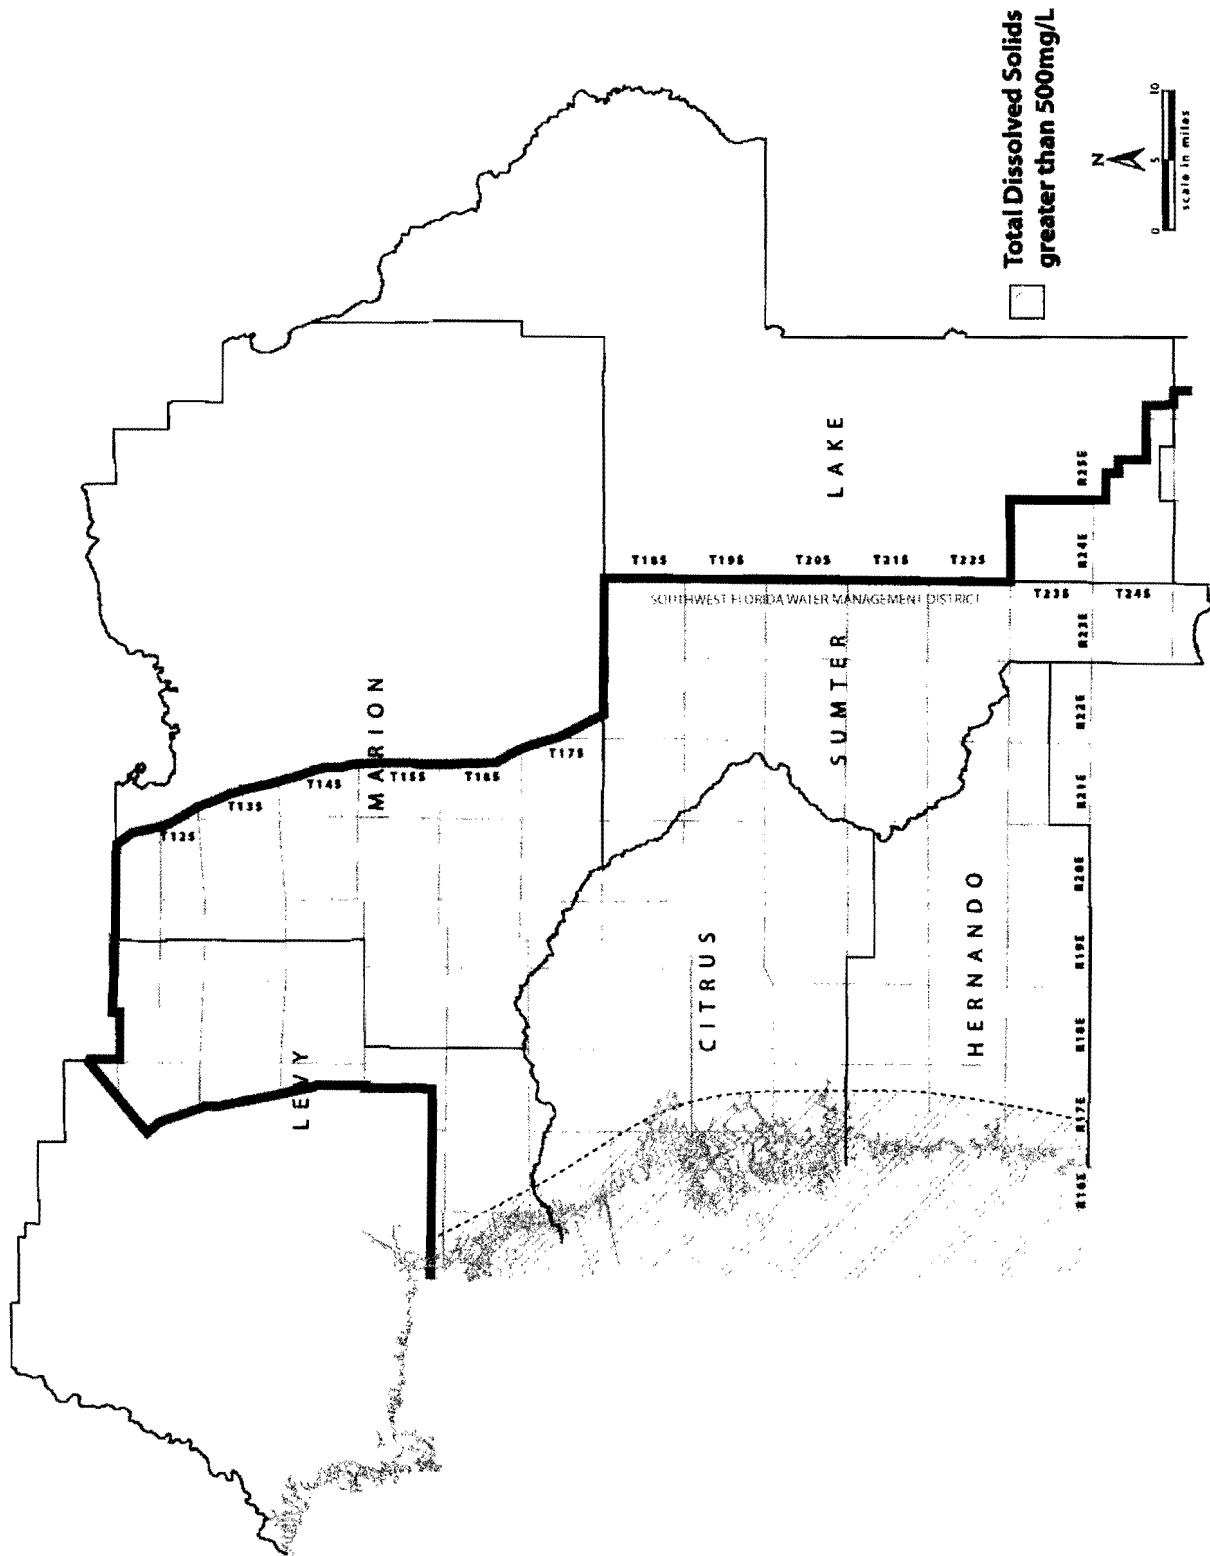 Total Dissolved Solids
greater than 500mg/L
N
0 5 10
scale in miles
LEVY
MARION
CITRUS
SUMTER
LAKE
HERNANDO
SOUTHWEST FLORIDA WATER MANAGEMENT DISTRICT
T12S
T13S
T14S
T15S
T16S
T17S
T18S
T19S
T20S
T21S
T22S
T23S
T24S
R16E
R17E
R18E
R19E
R20E
R21E
R22E
R23E
R24E
R25E